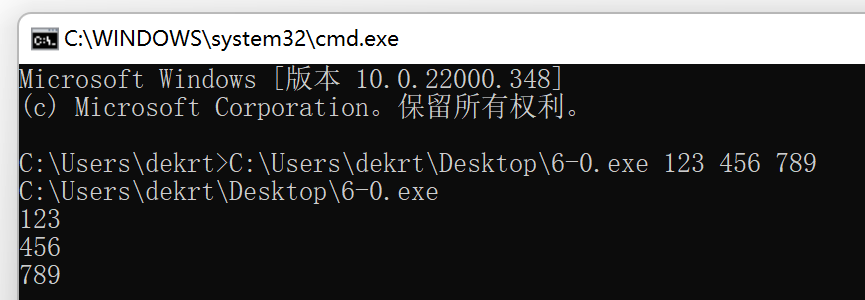 C:\WINDOWS\system32\cmd.exe
Microsoft Windows [版本 10.0.22000.348]
(c) Microsoft Corporation。保留所有权利。
C:\Users\dekrt>C:\Users\dekrt\Desktop\6-0.exe 123 456 789
C:\Users\dekrt\Desktop\6-0.exe
123
456
789